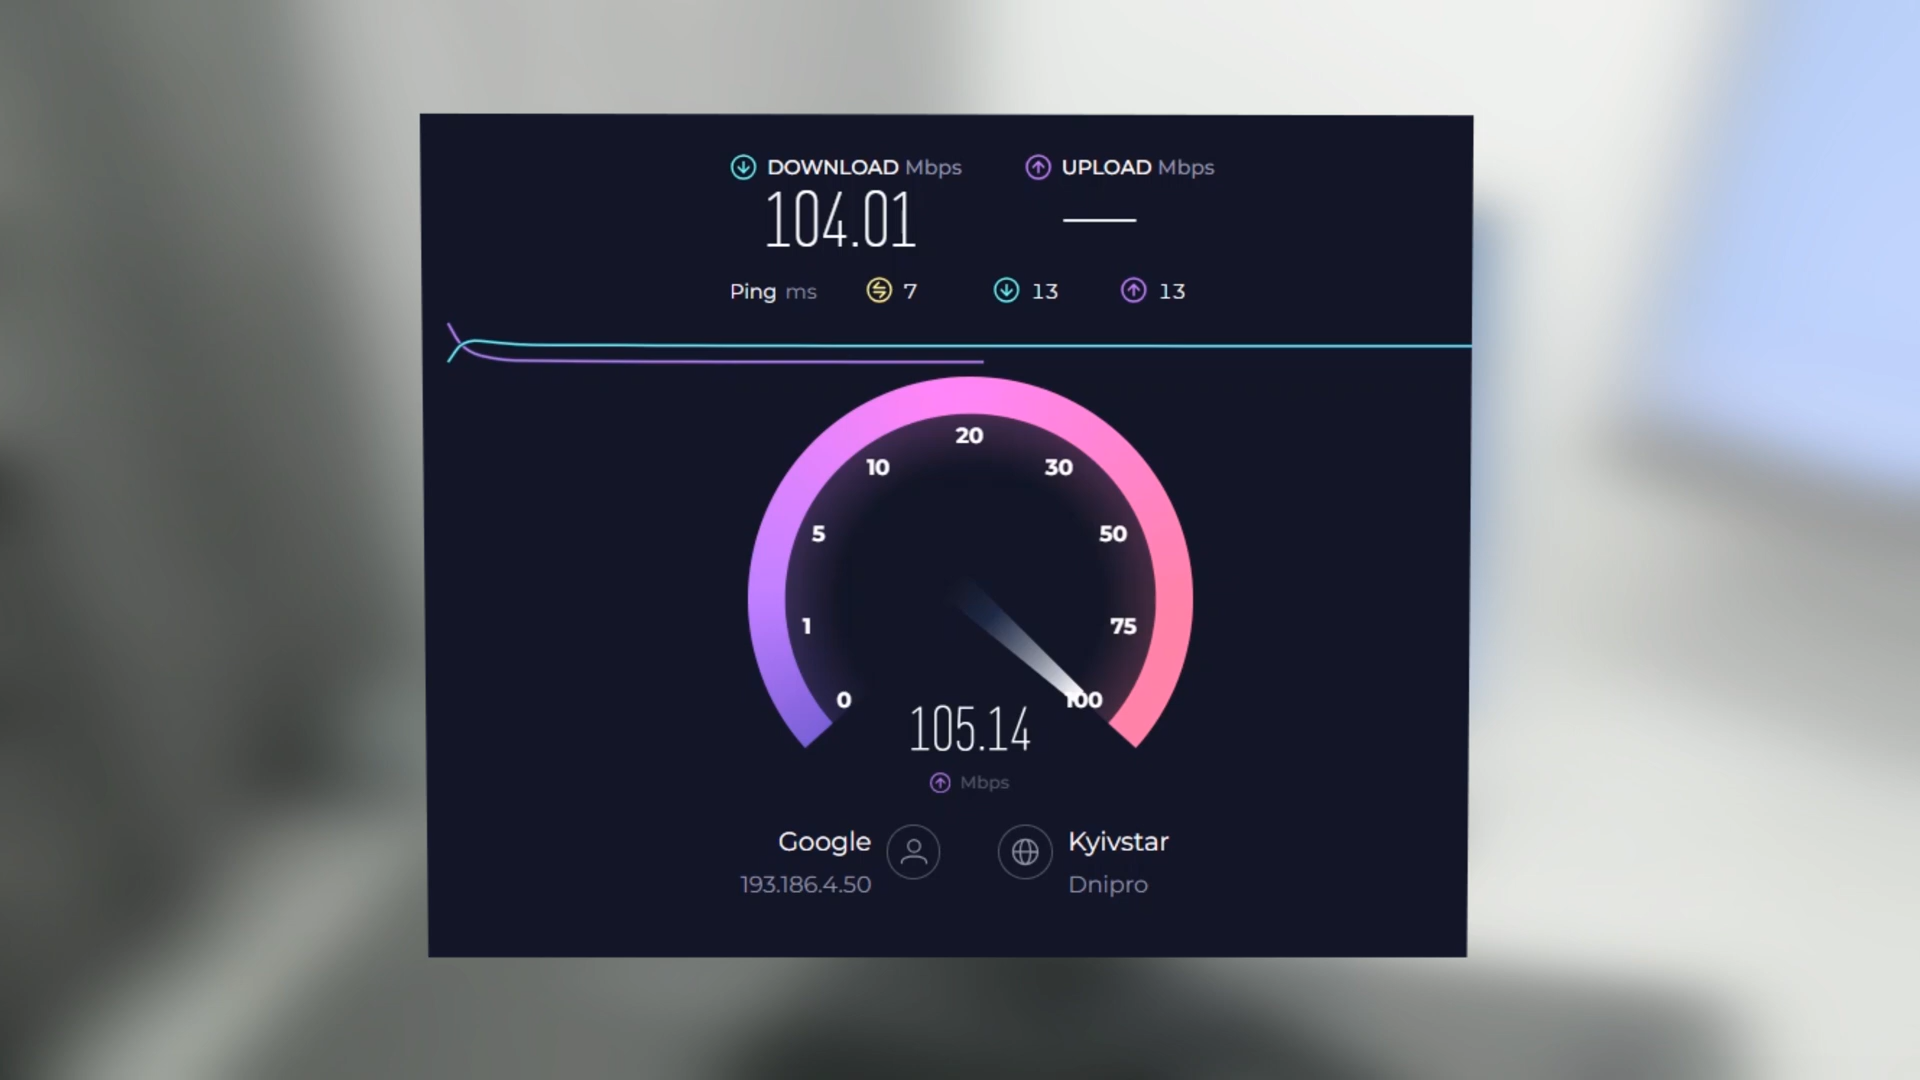 DOWNLOAD Mbps
UPLOAD Mbps
104.01
Ping ms 7 13 13
20
10
30
5
50
1
75
0
100
105.14
Mbps
Google
Kyivstar
193.186.4.50
Dnipro